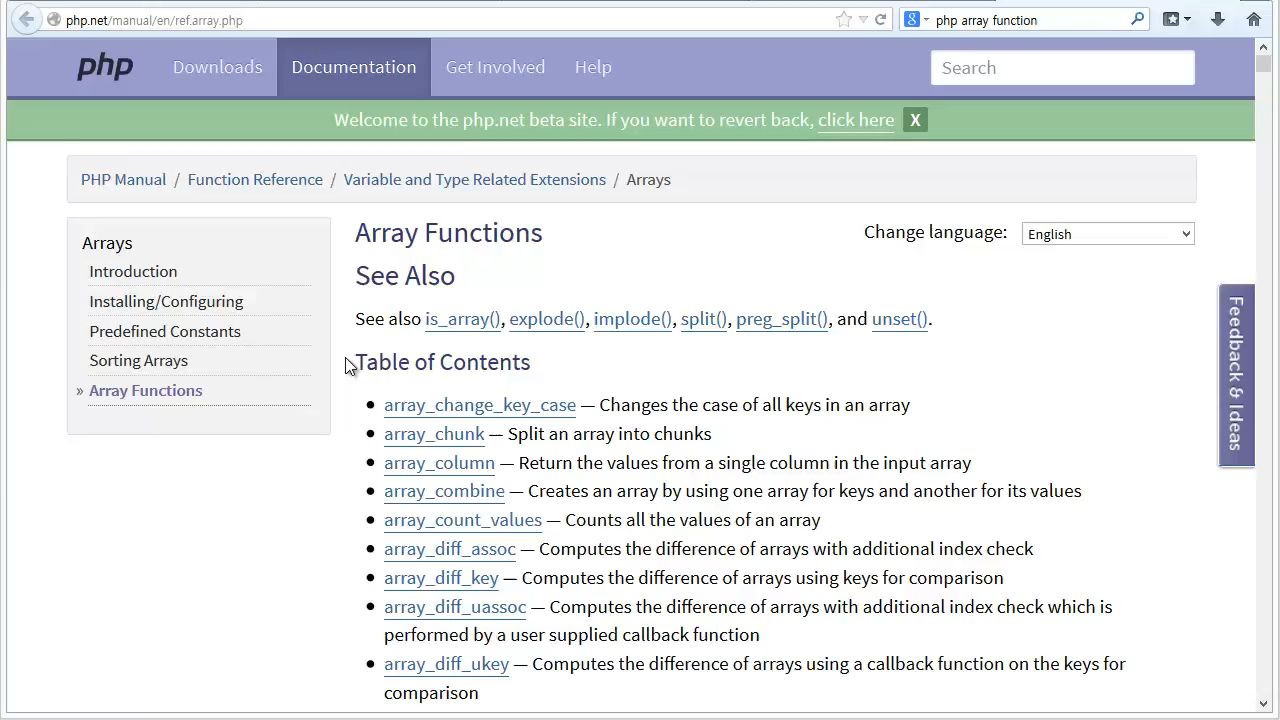 php.net/manual/en/ref.array.php
php array function
php Downloads Documentation Get Involved Help Search
Welcome to the php.net beta site. If you want to revert back, click here X
PHP Manual / Function Reference / Variable and Type Related Extensions / Arrays
Arrays
Introduction
Installing/Configuring
Predefined Constants
Sorting Arrays
» Array Functions
Array Functions
Change language: English
See Also
See also is_array(), explode(), implode(), split(), preg_split(), and unset().
Table of Contents
• array_change_key_case — Changes the case of all keys in an array
• array_chunk — Split an array into chunks
• array_column — Return the values from a single column in the input array
• array_combine — Creates an array by using one array for keys and another for its values
• array_count_values — Counts all the values of an array
• array_diff_assoc — Computes the difference of arrays with additional index check
• array_diff_key — Computes the difference of arrays using keys for comparison
• array_diff_uassoc — Computes the difference of arrays with additional index check which is
performed by a user supplied callback function
• array_diff_ukey — Computes the difference of arrays using a callback function on the keys for
comparison
Feedback & Ideas